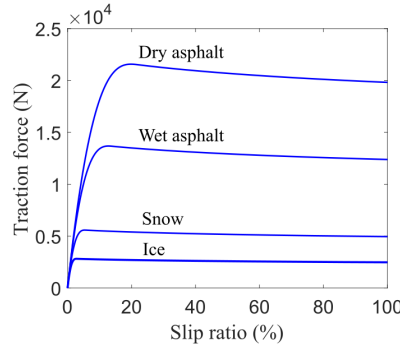 ×10⁴
2.5
2
1.5
1
0.5
0
Traction force (N)
Dry asphalt
Wet asphalt
Snow
Ice
0 20 40 60 80 100
Slip ratio (%)